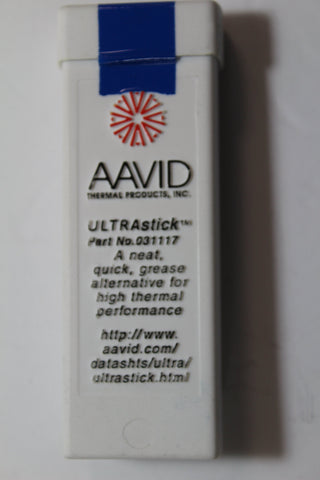 AAVID
THERMAL PRODUCTS, INC.
ULTRAstick™
Part No.031117
A neat,
quick, grease
alternative for
high thermal
performance
http://www.
aavid.com/
datashts/ultra/
ultrastick.html